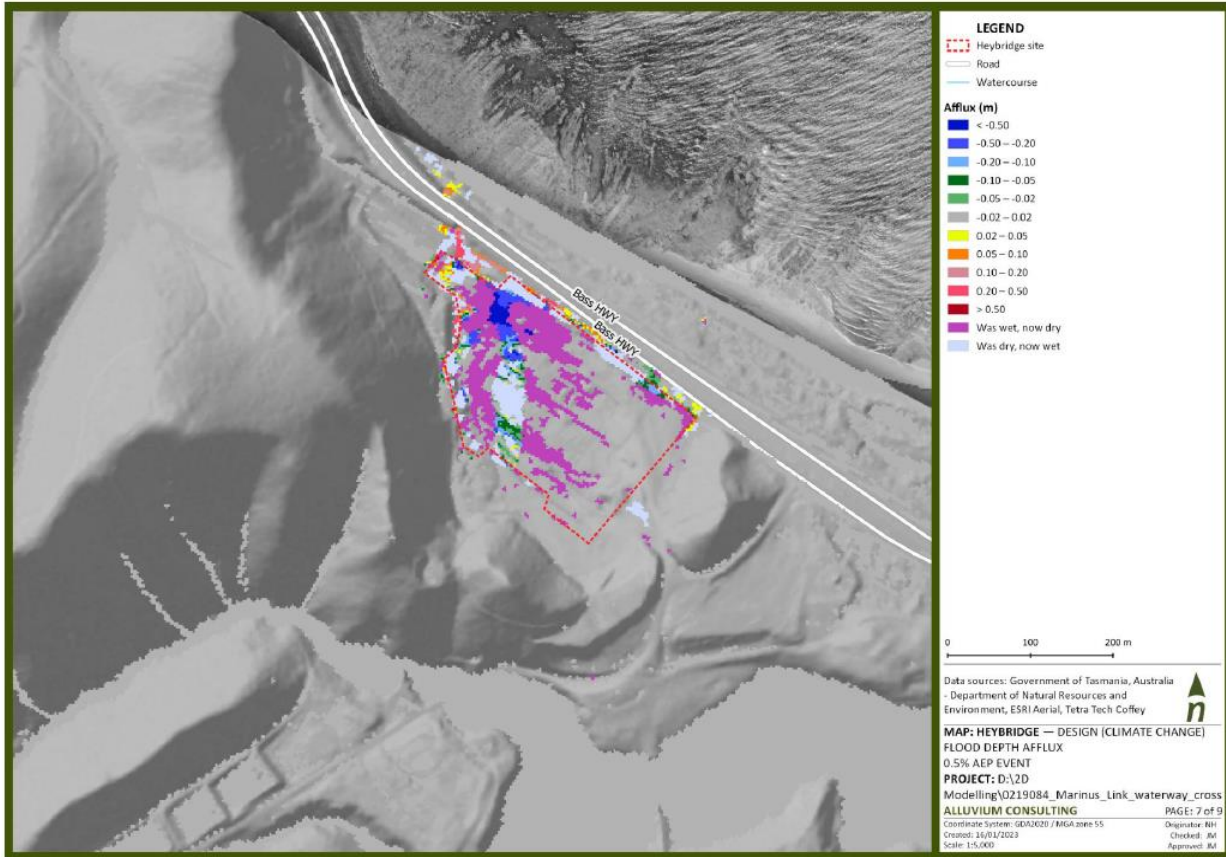 LEGEND
Heybridge site
Road
Watercourse
Afflux (m)
< -0.50
-0.50 – -0.20
-0.20 – -0.10
-0.10 – -0.05
-0.05 – -0.02
-0.02 – 0.02
0.02 – 0.05
0.05 – 0.10
0.10 – 0.20
0.20 – 0.50
> 0.50
Was wet, now dry
Was dry, now wet
Bass HWY
Bass HWY
0 100 200 m
Data sources: Government of Tasmania, Australia
- Department of Natural Resources and
Environment, ESRI Aerial, Tetra Tech Coffey
n
MAP: HEYBRIDGE — DESIGN (CLIMATE CHANGE)
FLOOD DEPTH AFFLUX
0.5% AEP EVENT
PROJECT: D:\2D
Modelling\0219084_Marinus_Link_waterway_cross
ALLUVIUM CONSULTING PAGE: 7 of 9
Coordinate System: GDA2020 / MGA zone 55 Originator: NH
Created: 16/01/2023 Checked: JM
Scale: 1:5,000 Approved: JM